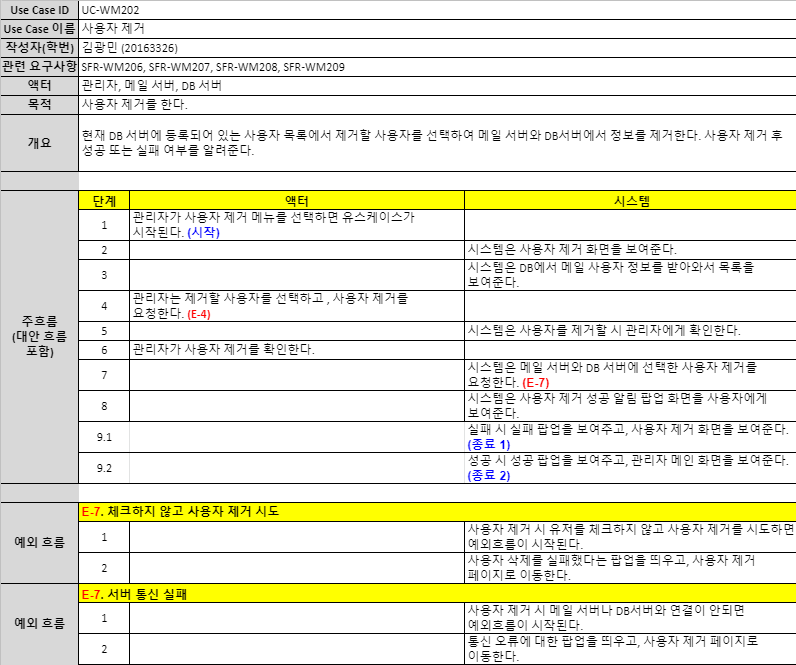 Use Case ID UC-WM202
Use Case 이름 사용자 제거
작성자(학번) 김광민 (20163326)
관련 요구사항 SFR-WM206, SFR-WM207, SFR-WM208, SFR-WM209
액터 관리자, 메일 서버, DB 서버
목적 사용자 제거를 한다.
개요
현재 DB 서버에 등록되어 있는 사용자 목록에서 제거할 사용자를 선택하여 메일 서버와 DB서버에서 정보를 제거한다. 사용자 제거 후
성공 또는 실패 여부를 알려준다.
주흐름
(대안 흐름
포함)
단계 액터 시스템
1
관리자가 사용자 제거 메뉴를 선택하면 유스케이스가
시작된다. (시작)
2 시스템은 사용자 제거 화면을 보여준다.
3
시스템은 DB에서 메일 사용자 정보를 받아와서 목록을
보여준다.
4
관리자는 제거할 사용자를 선택하고 , 사용자 제거를
요청한다. (E-4)
5 시스템은 사용자를 제거할 시 관리자에게 확인한다.
6 관리자가 사용자 제거를 확인한다.
7
시스템은 메일 서버와 DB 서버에 선택한 사용자 제거를
요청한다. (E-7)
8
시스템은 사용자 제거 성공 알림 팝업 화면을 사용자에게
보여준다.
9.1
실패 시 실패 팝업을 보여주고, 사용자 제거 화면을 보여준다.
(종료 1)
9.2
성공 시 성공 팝업을 보여주고, 관리자 메인 화면을 보여준다.
(종료 2)
예외 흐름
E-7. 체크하지 않고 사용자 제거 시도
1
사용자 제거 시 유저를 체크하지 않고 사용자 제거를 시도하면
예외흐름이 시작된다.
2
사용자 삭제를 실패했다는 팝업을 띄우고, 사용자 제거
페이지로 이동한다.
예외 흐름
E-7. 서버 통신 실패
1
사용자 제거 시 메일 서버나 DB서버와 연결이 안되면
예외흐름이 시작된다.
2
통신 오류에 대한 팝업을 띄우고, 사용자 제거 페이지로
이동한다.